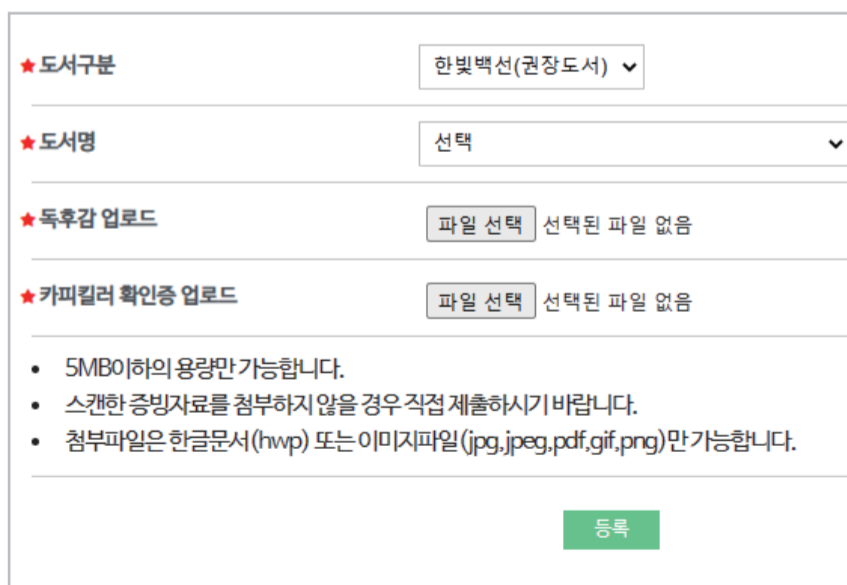 ★도서구분 한빛백선(권장도서)
★도서명 선택
★독후감 업로드 파일 선택 선택된 파일 없음
★카피킬러 확인증 업로드 파일 선택 선택된 파일 없음
• 5MB이하의 용량만 가능합니다.
• 스캔한 증빙자료를 첨부하지 않을 경우 직접 제출하시기 바랍니다.
• 첨부파일은 한글문서(hwp) 또는 이미지파일(jpg,jpeg,pdf,gif,png)만 가능합니다.
등록